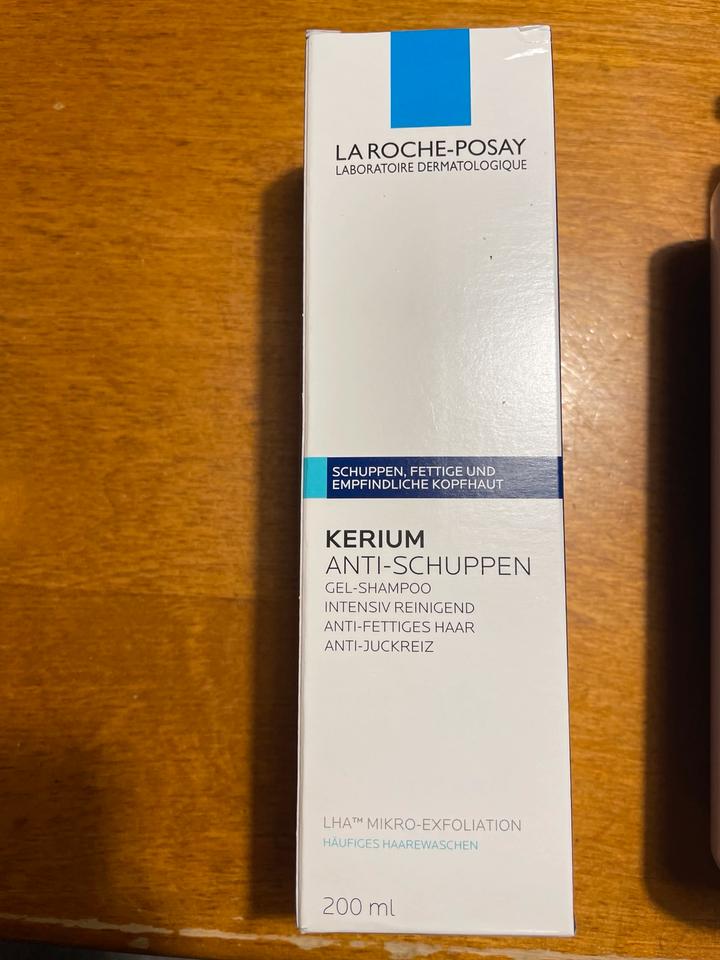 LA ROCHE-POSAY
LABORATOIRE DERMATOLOGIQUE
SCHUPPEN, FETTIGE UND
EMPFINDLICHE KOPFHAUT
KERIUM
ANTI-SCHUPPEN
GEL-SHAMPOO
INTENSIV REINIGEND
ANTI-FETTIGES HAAR
ANTI-JUCKREIZ
LHA™ MIKRO-EXFOLIATION
HÄUFIGES HAAREWASCHEN
200 ml